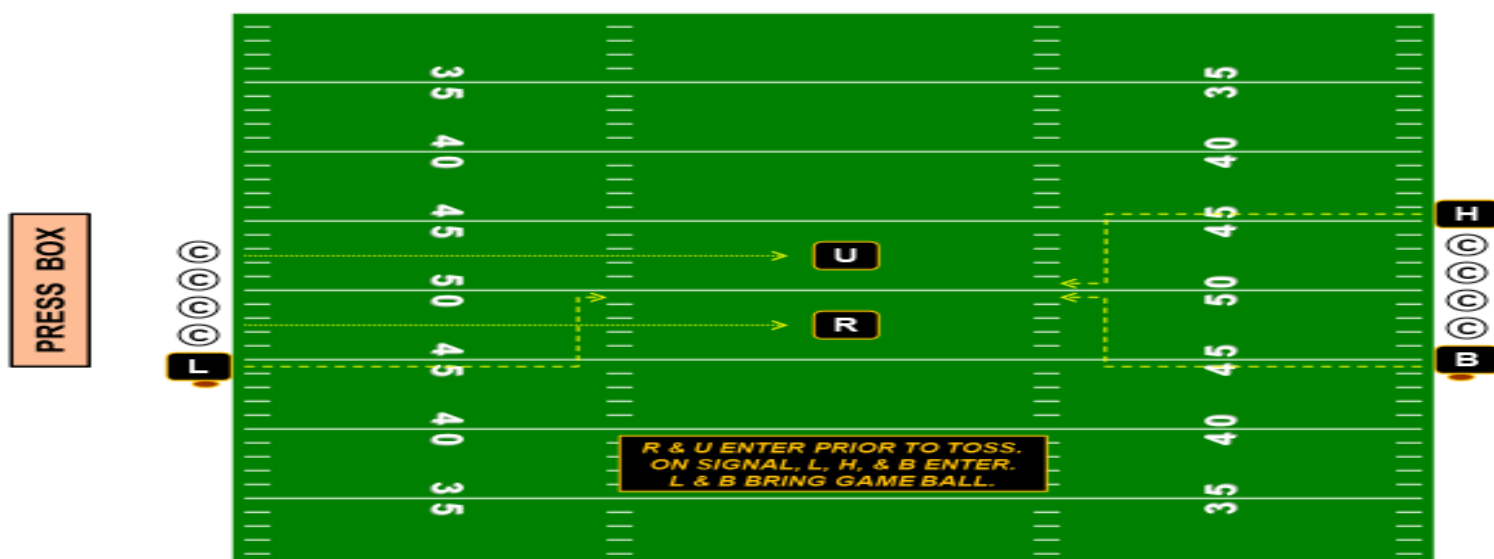 35 35
40 40
45 45
H
PRESS BOX
© U ©
© 50 50 ©
© R ©
© ©
L 45 45 B
40 40
R & U ENTER PRIOR TO TOSS.
ON SIGNAL, L, H, & B ENTER.
L & B BRING GAME BALL.
35 35